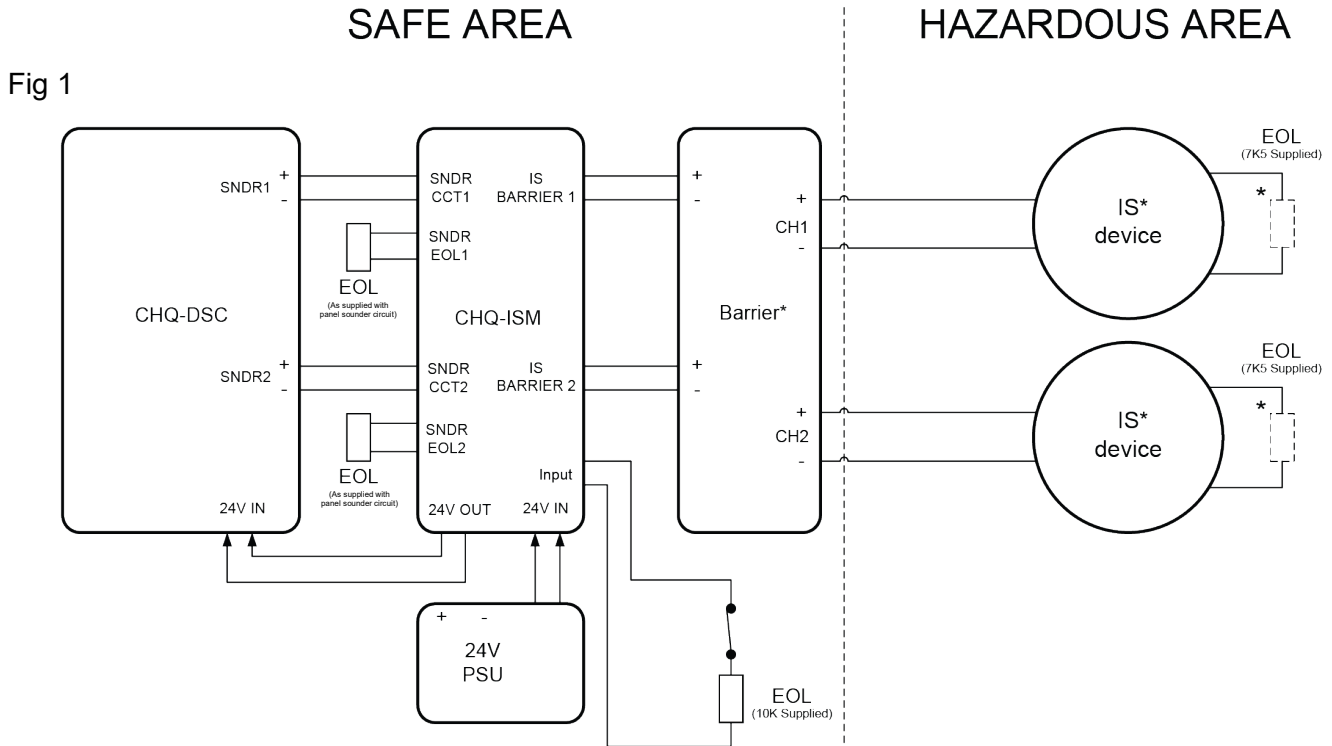 SAFE AREA
HAZARDOUS AREA
Fig 1
CHQ-DSC
SNDR1
+
-
SNDR2
+
-
24V IN
EOL
(As supplied with
panel sounder circuit)
EOL
(As supplied with
panel sounder circuit)
SNDR
CCT1
IS
BARRIER 1
SNDR
EOL1
CHQ-ISM
SNDR
CCT2
IS
BARRIER 2
SNDR
EOL2
Input
24V OUT
24V IN
+
-
24V
PSU
+
-
Barrier*
+
-
+
CH1
-
+
CH2
-
EOL
(10K Supplied)
IS*
device
EOL
(7K5 Supplied)
*
IS*
device
EOL
(7K5 Supplied)
*